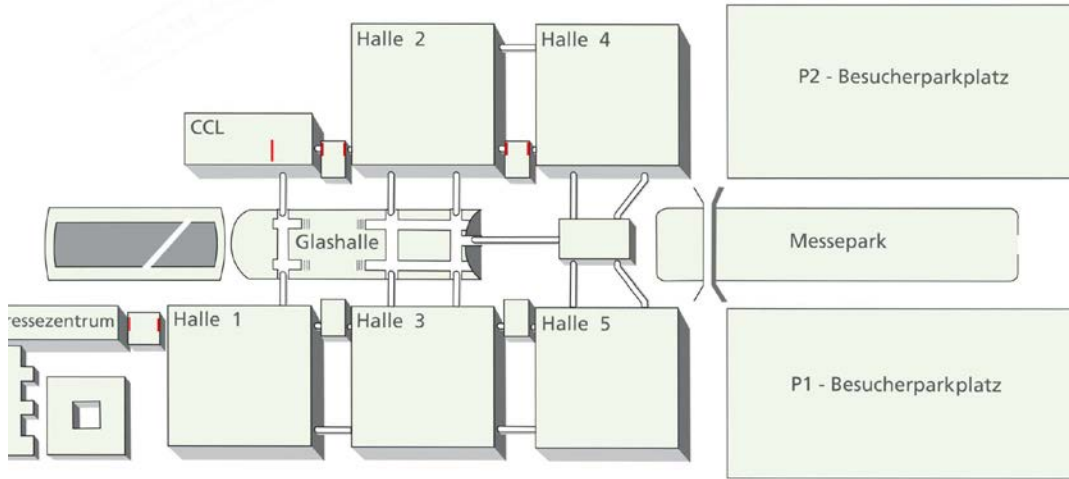 Halle 2
Halle 4
P2 - Besucherparkplatz
CCL
Glashalle
Messepark
ressezentrum
Halle 1
Halle 3
Halle 5
P1 - Besucherparkplatz